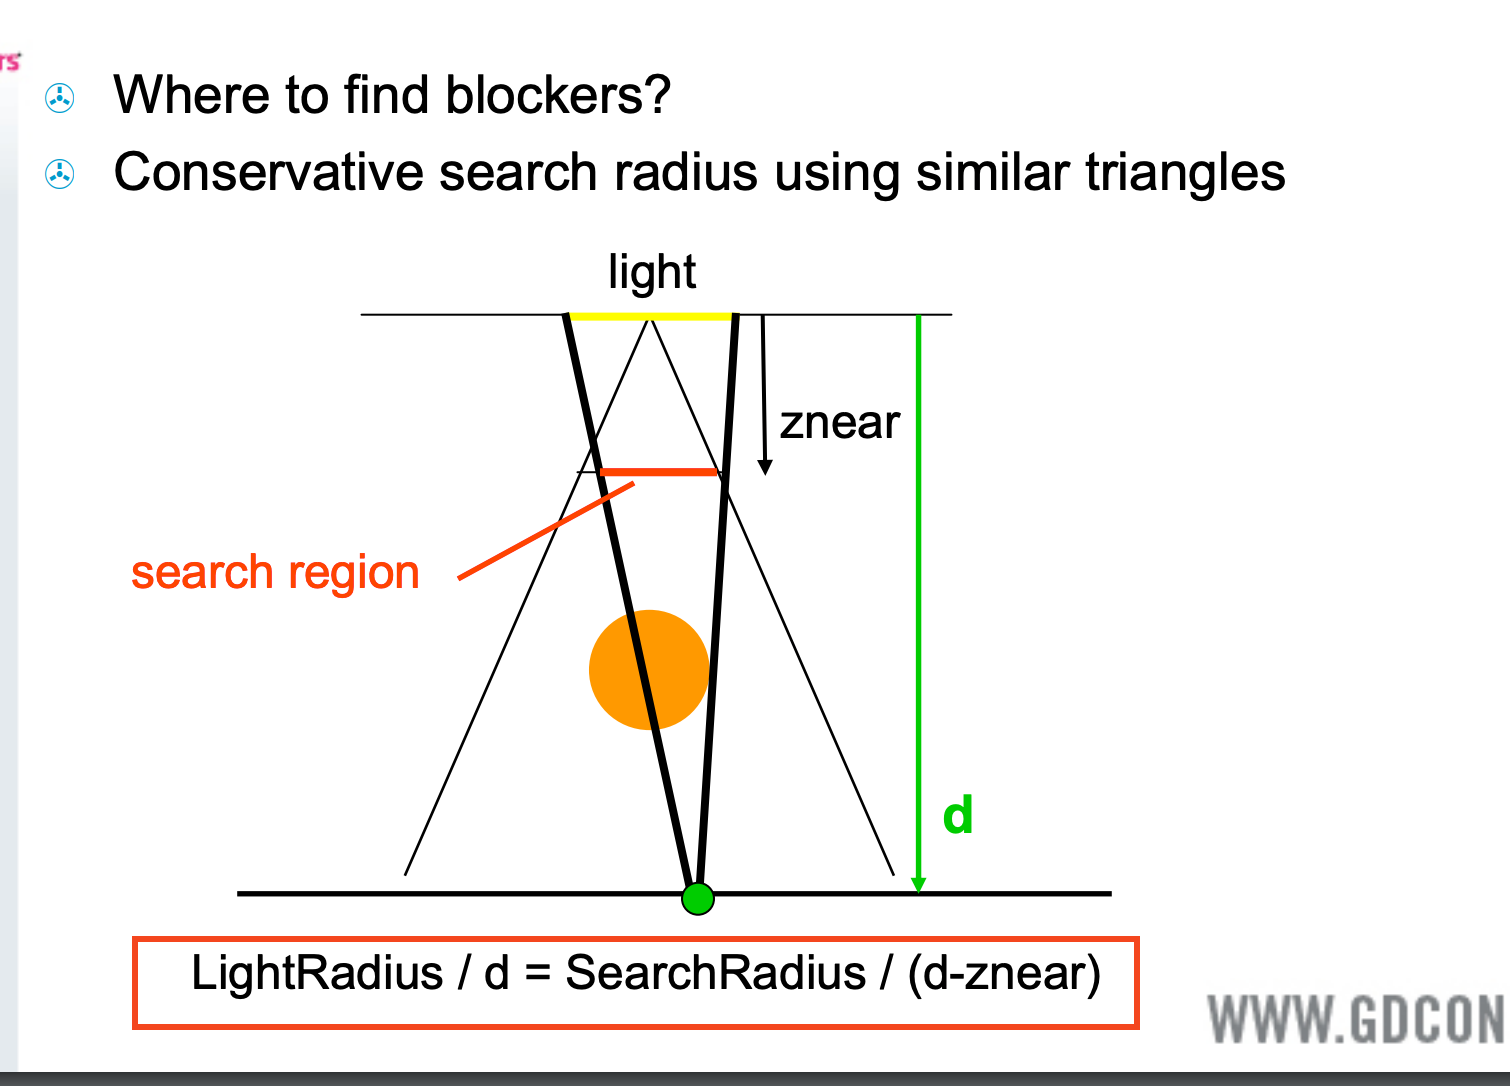 Where to find blockers?
Conservative search radius using similar triangles
light
znear
search region
d
LightRadius / d = SearchRadius / (d-znear)
WWW.GDCON